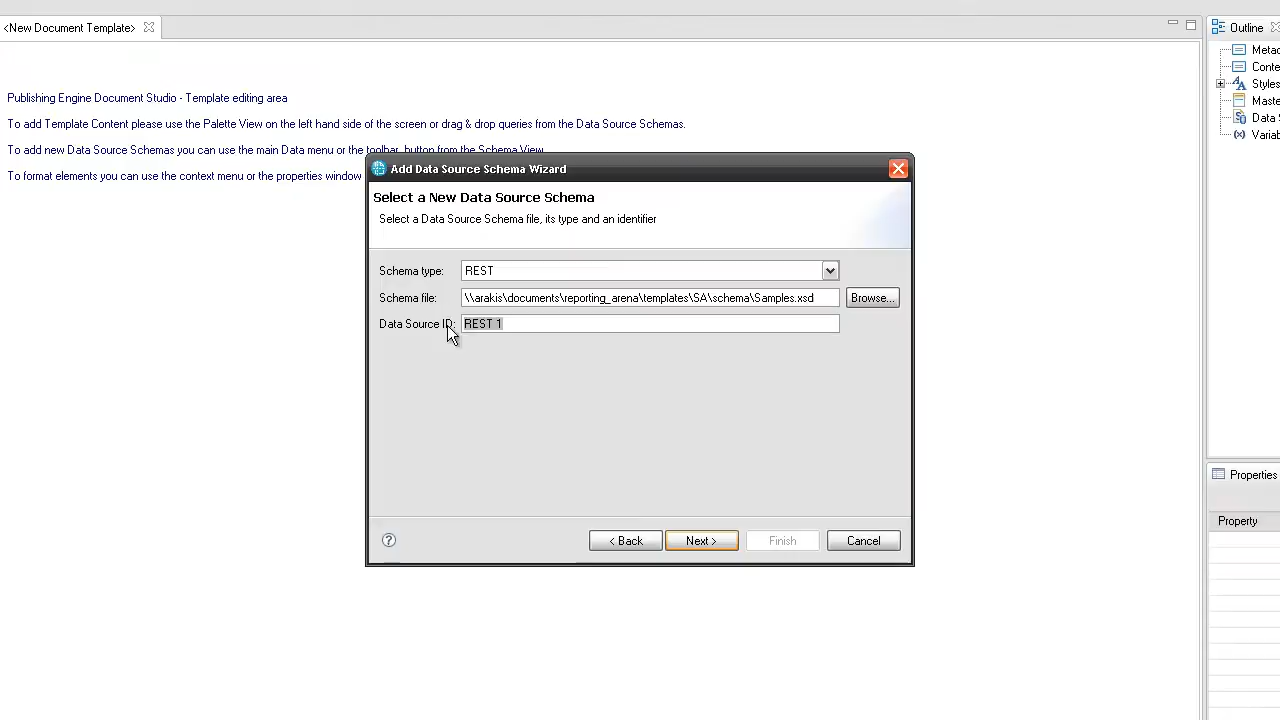 <New Document Template>
Outline
Publishing Engine Document Studio - Template editing area
To add Template Content please use the Palette View on the left hand side of the screen or drag & drop queries from the Data Source Schemas.
To add new Data Source Schemas you can use the main Data menu or the toolbar button from the Schema View.
To format elements you can use the context menu or the properties window
Metac
Conte
Styles
Maste
Data S
(x) Variab
Add Data Source Schema Wizard
Select a New Data Source Schema
Select a Data Source Schema file, its type and an identifier
Schema type: REST
Schema file: \\arakis\documents\reporting_arena\templates\SA\schema\Samples.xsd Browse...
Data Source ID: REST 1
? < Back Next > Finish Cancel
Properties
Property